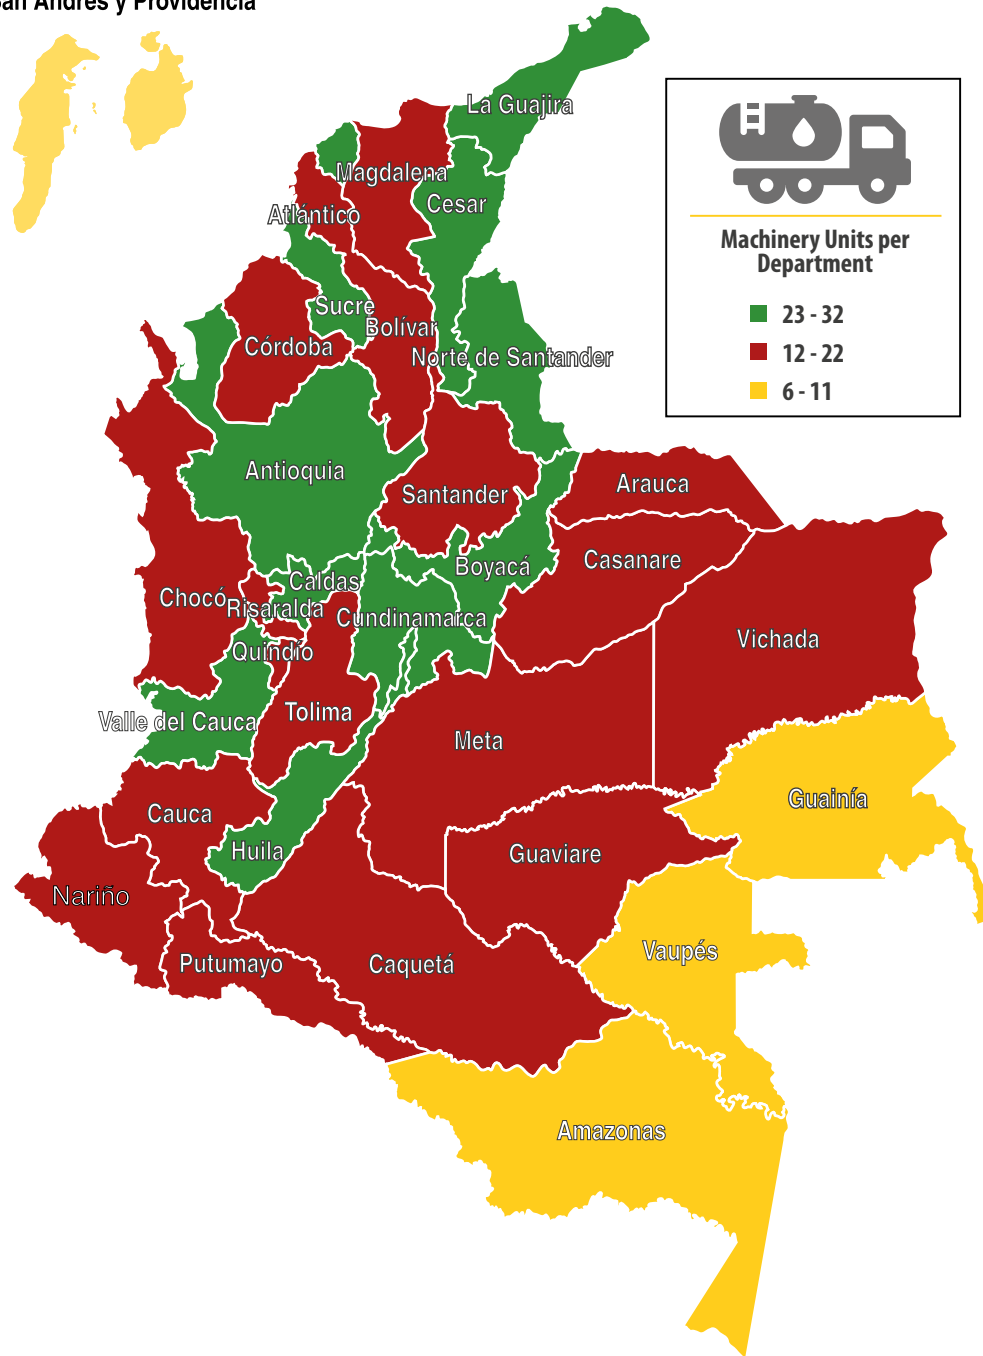 San Andrés y Providencia
La Guajira
Magdalena
Cesar
Atlántico
Sucre
Bolívar
Córdoba
Norte de Santander
Antioquia
Santander
Arauca
Boyacá
Casanare
Caldas
Chocó
Risaralda
Cundinamarca
Vichada
Quindío
Tolima
Valle del Cauca
Meta
Guainía
Cauca
Huila
Guaviare
Nariño
Vaupés
Putumayo
Caquetá
Amazonas
Machinery Units per
Department
23 - 32
12 - 22
6 - 11